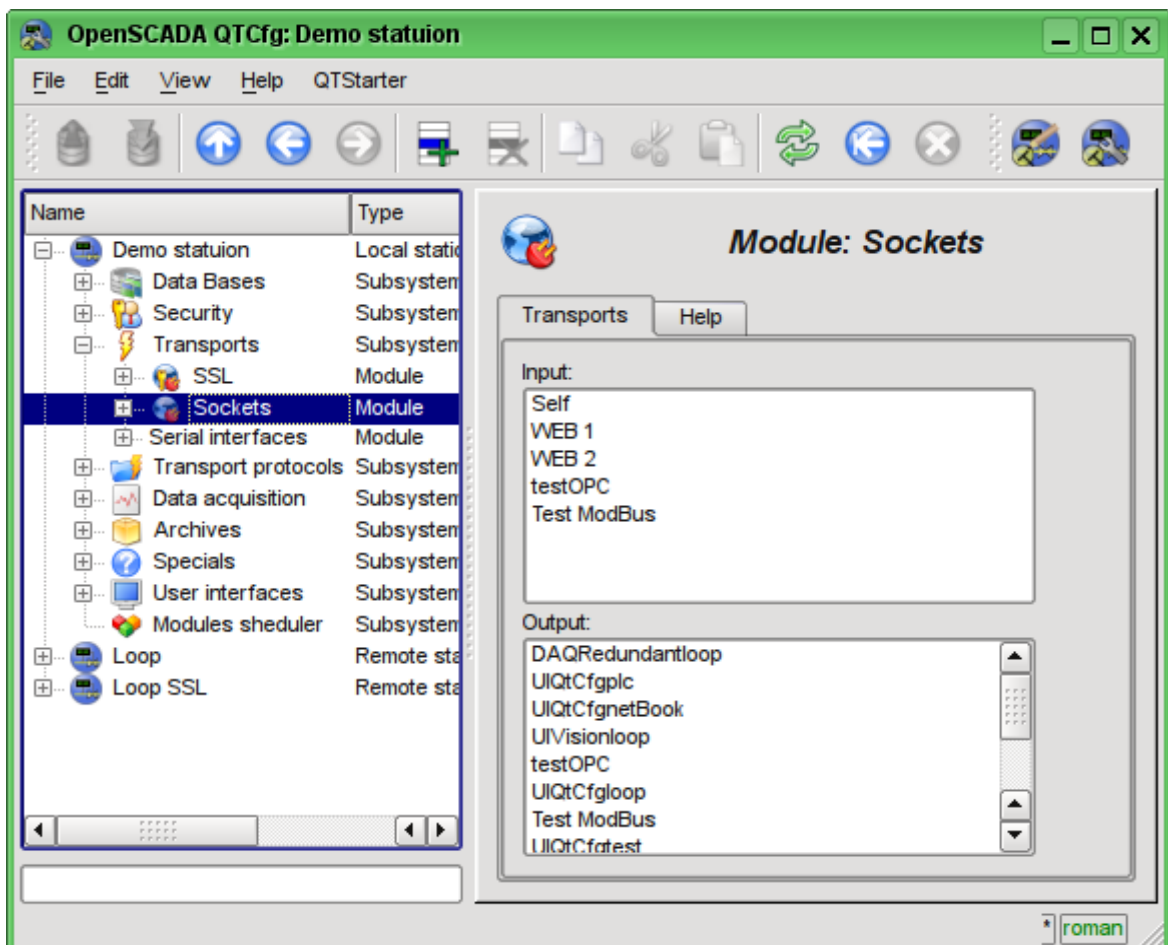 OpenSCADA QTCfg: Demo statuion
File Edit View Help QTStarter
Name Type
Demo statuion Local static
Data Bases Subsystem
Security Subsystem
Transports Subsystem
SSL Module
Sockets Module
Serial interfaces Module
Transport protocols Subsystem
Data acquisition Subsystem
Archives Subsystem
Specials Subsystem
User interfaces Subsystem
Modules sheduler Subsystem
Loop Remote sta
Loop SSL Remote sta
Module: Sockets
Transports Help
Input:
Self
WEB 1
WEB 2
testOPC
Test ModBus
Output:
DAQRedundantloop
UIQtCfgplc
UIQtCfgnetBook
UIVisionloop
testOPC
UIQtCfgloop
Test ModBus
UIQtCfgtest
* roman